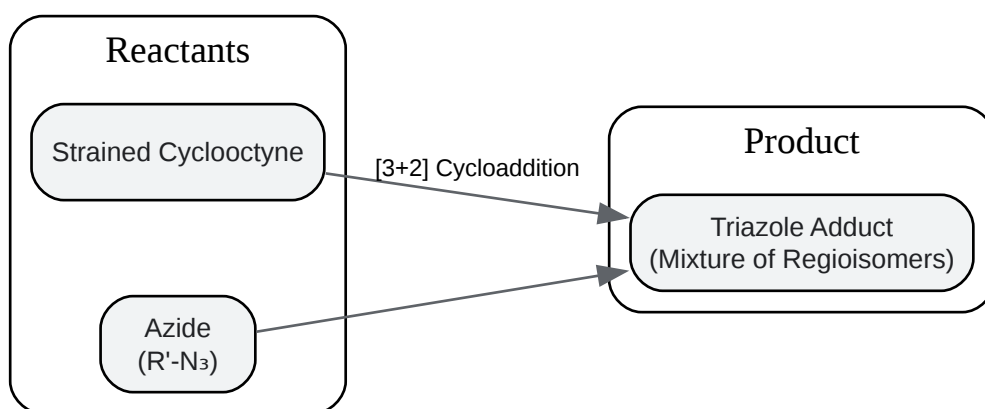 Reactants
Strained Cyclooctyne
[3+2] Cycloaddition
Product
Triazole Adduct
(Mixture of Regioisomers)
Azide
(R'-N₃)